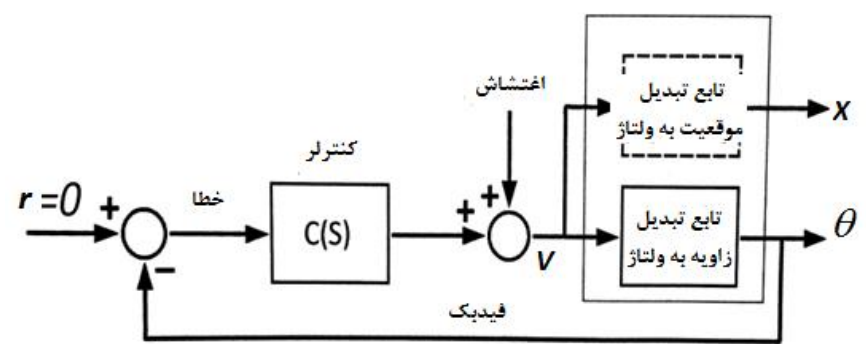 اغتشاش
تابع تبدیل
موقعیت به ولتاژ
X
کنترلر
r =0
+
خطا
C(S)
+
+
V
تابع تبدیل
زاویه به ولتاژ
θ
−
فیدبک